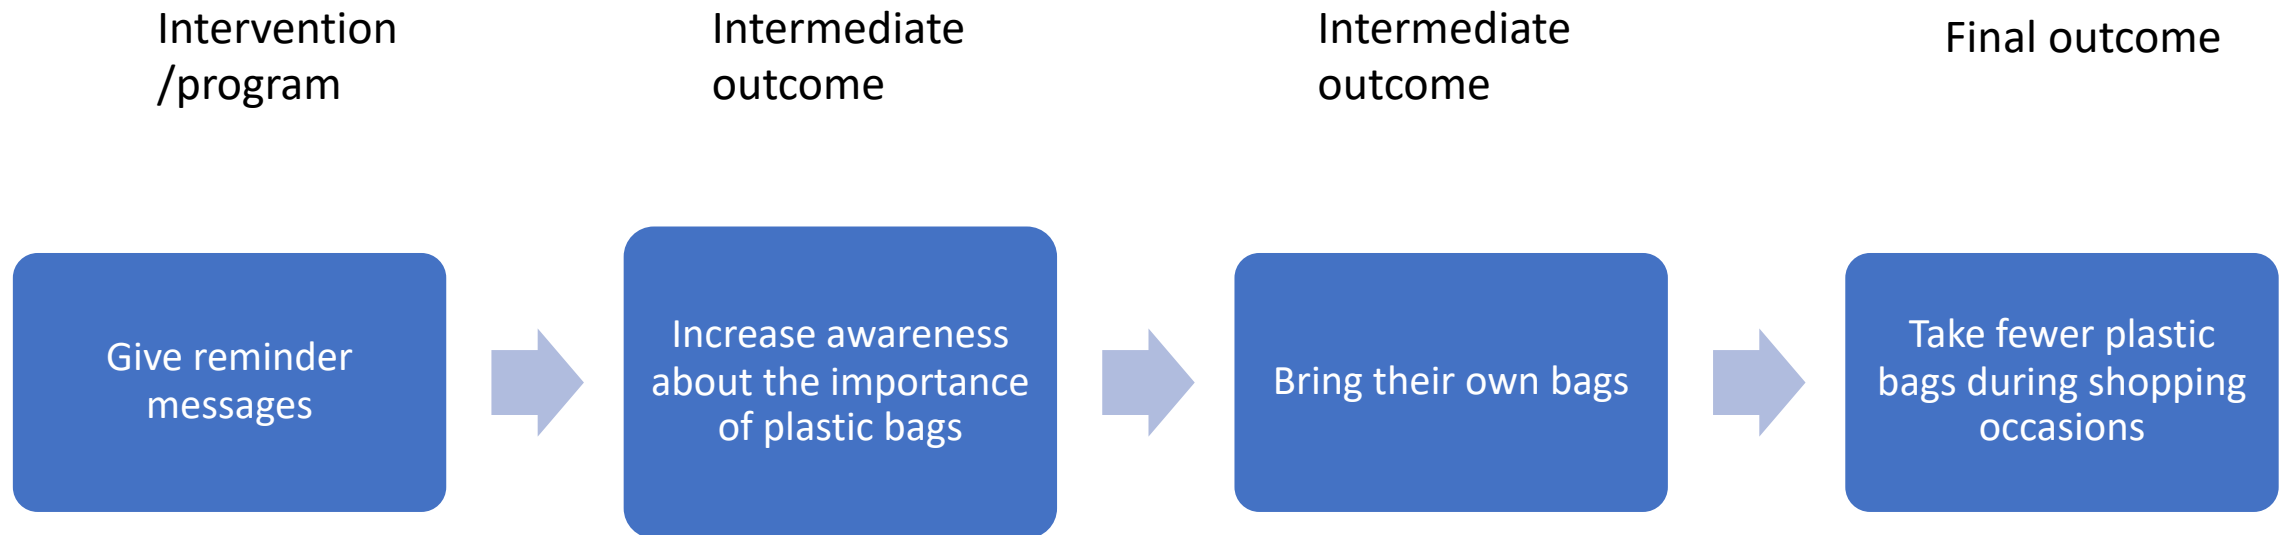 Intervention
/program
Intermediate
outcome
Intermediate
outcome
Final outcome
Give reminder
messages
Increase awareness
about the importance
of plastic bags
Bring their own bags
Take fewer plastic
bags during shopping
occasions